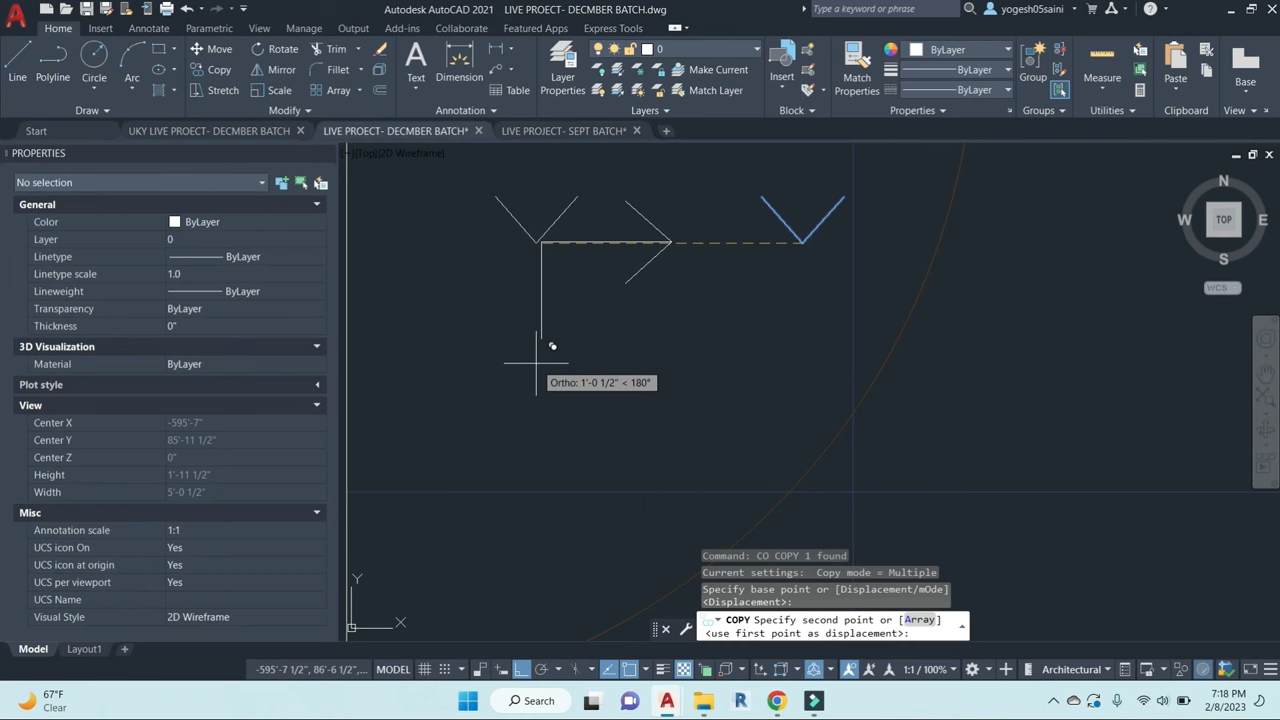 Autodesk AutoCAD 2021 LIVE PROECT- DECMBER BATCH.dwg
Type a keyword or phrase
yogesh05saini
Home Insert Annotate Parametric View Manage Output Add-ins Collaborate Featured Apps Express Tools
Line Polyline Circle Arc
Move Rotate Trim
Copy Mirror Fillet
Stretch Scale Array
Text Dimension Table
Layer Properties
0
Make Current
Match Layer
Insert
Match Properties
ByLayer
ByLayer
ByLayer
Group Measure Paste Base
Draw Modify Annotation Layers Block Properties Groups Utilities Clipboard View
Start UKY LIVE PROECT- DECMBER BATCH LIVE PROECT- DECMBER BATCH* LIVE PROJECT- SEPT BATCH*
PROPERTIES
[−][Top][2D Wireframe]
No selection
General
Color ByLayer
Layer 0
Linetype ByLayer
Linetype scale 1.0
Lineweight ByLayer
Transparency ByLayer
Thickness 0"
3D Visualization
Material ByLayer
Plot style
View
Center X -595'-7"
Center Y 85'-11 1/2"
Center Z 0"
Height 1'-11 1/2"
Width 5'-0 1/2"
Misc
Annotation scale 1:1
UCS icon On Yes
UCS icon at origin Yes
UCS per viewport Yes
UCS Name
Visual Style 2D Wireframe
N
W TOP E
S
WCS
Ortho: 1'-0 1/2" < 180°
Y
X
Command: CO COPY 1 found
Current settings: Copy mode = Multiple
Specify base point or [Displacement/mOde]
<Displacement>:
COPY Specify second point or [Array]
<use first point as displacement>:
Model Layout1
-595'-7 1/2", 86'-6 1/2",... MODEL 1:1 / 100% Architectural
67°F
Clear
Search
7:18 PM
2/8/2023